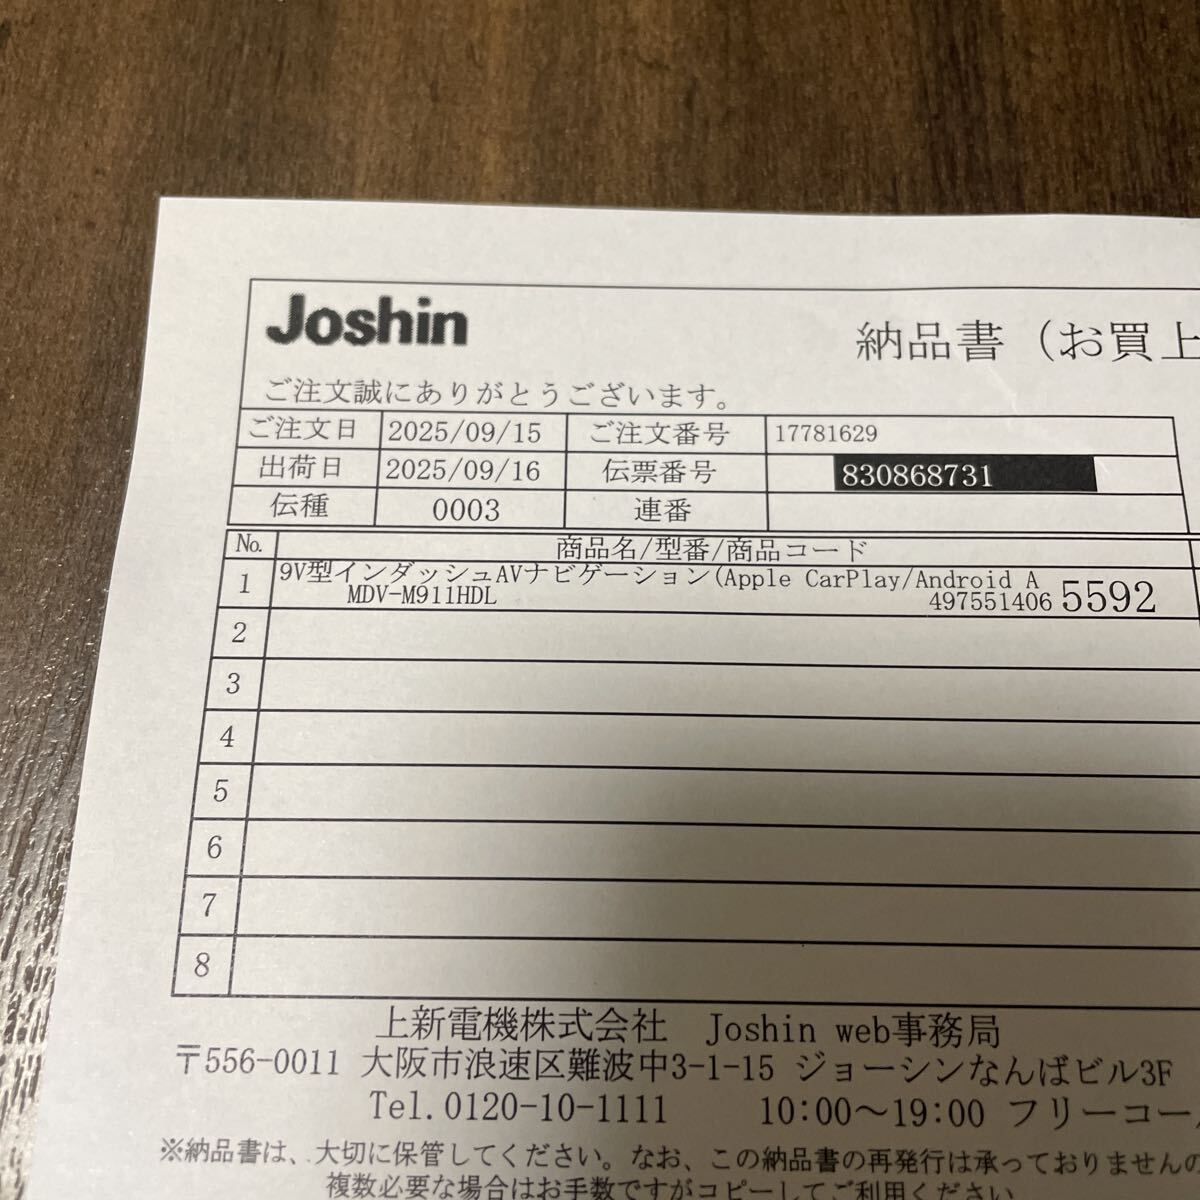 Joshin
納品書（お買上
ご注文誠にありがとうございます。
ご注文日 2025/09/15 ご注文番号 17781629
出荷日 2025/09/16 伝票番号 830868731
伝種 0003 連番
No. 商品名/型番/商品コード
1 9V型インダッシュAVナビゲーション(Apple CarPlay/Android A
MDV-M911HDL 497551406 5592
2
3
4
5
6
7
8
上新電機株式会社 Joshin web事務局
〒556-0011 大阪市浪速区難波中3-1-15 ジョーシンなんばビル3F
Tel.0120-10-1111 10:00～19:00 フリーコー
※納品書は、大切に保管してください。なお、この納品書の再発行は承っておりませんの
複数必要な場合はお手数ですがコピーしてご利用ください